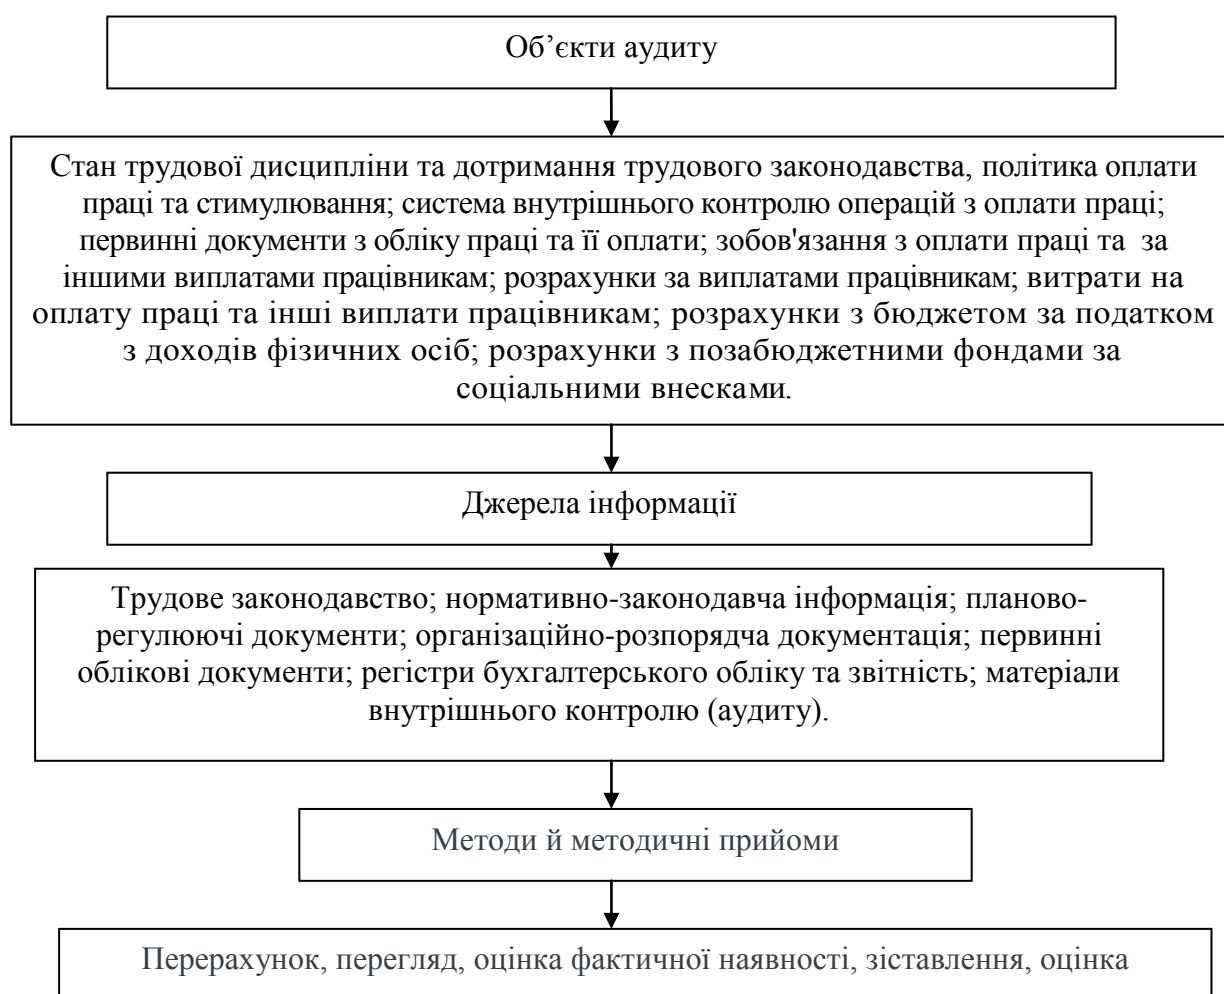 Об’єкти аудиту
Стан трудової дисципліни та дотримання трудового законодавства, політика оплати
праці та стимулювання; система внутрішнього контролю операцій з оплати праці;
первинні документи з обліку праці та її оплати; зобов'язання з оплати праці та за
іншими виплатами працівникам; розрахунки за виплатами працівникам; витрати на
оплату праці та інші виплати працівникам; розрахунки з бюджетом за податком
з доходів фізичних осіб; розрахунки з позабюджетними фондами за
соціальними внесками.
Джерела інформації
Трудове законодавство; нормативно-законодавча інформація; планово-
регулюючі документи; організаційно-розпорядча документація; первинні
облікові документи; регістри бухгалтерського обліку та звітність; матеріали
внутрішнього контролю (аудиту).
Методи й методичні прийоми
Перерахунок, перегляд, оцінка фактичної наявності, зіставлення, оцінка